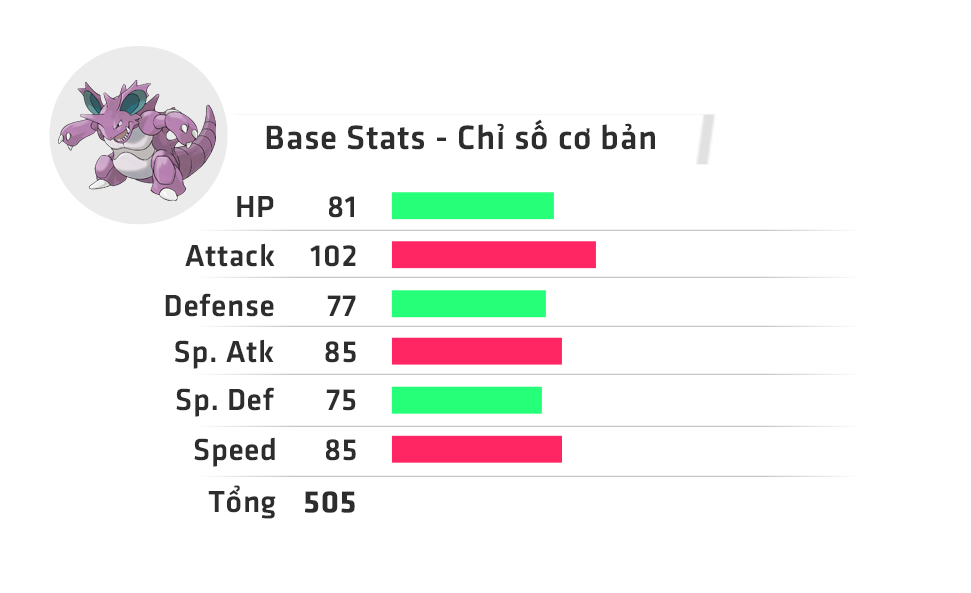 Base Stats - Chỉ số cơ bản
HP 81
Attack 102
Defense 77
Sp. Atk 85
Sp. Def 75
Speed 85
Tổng 505